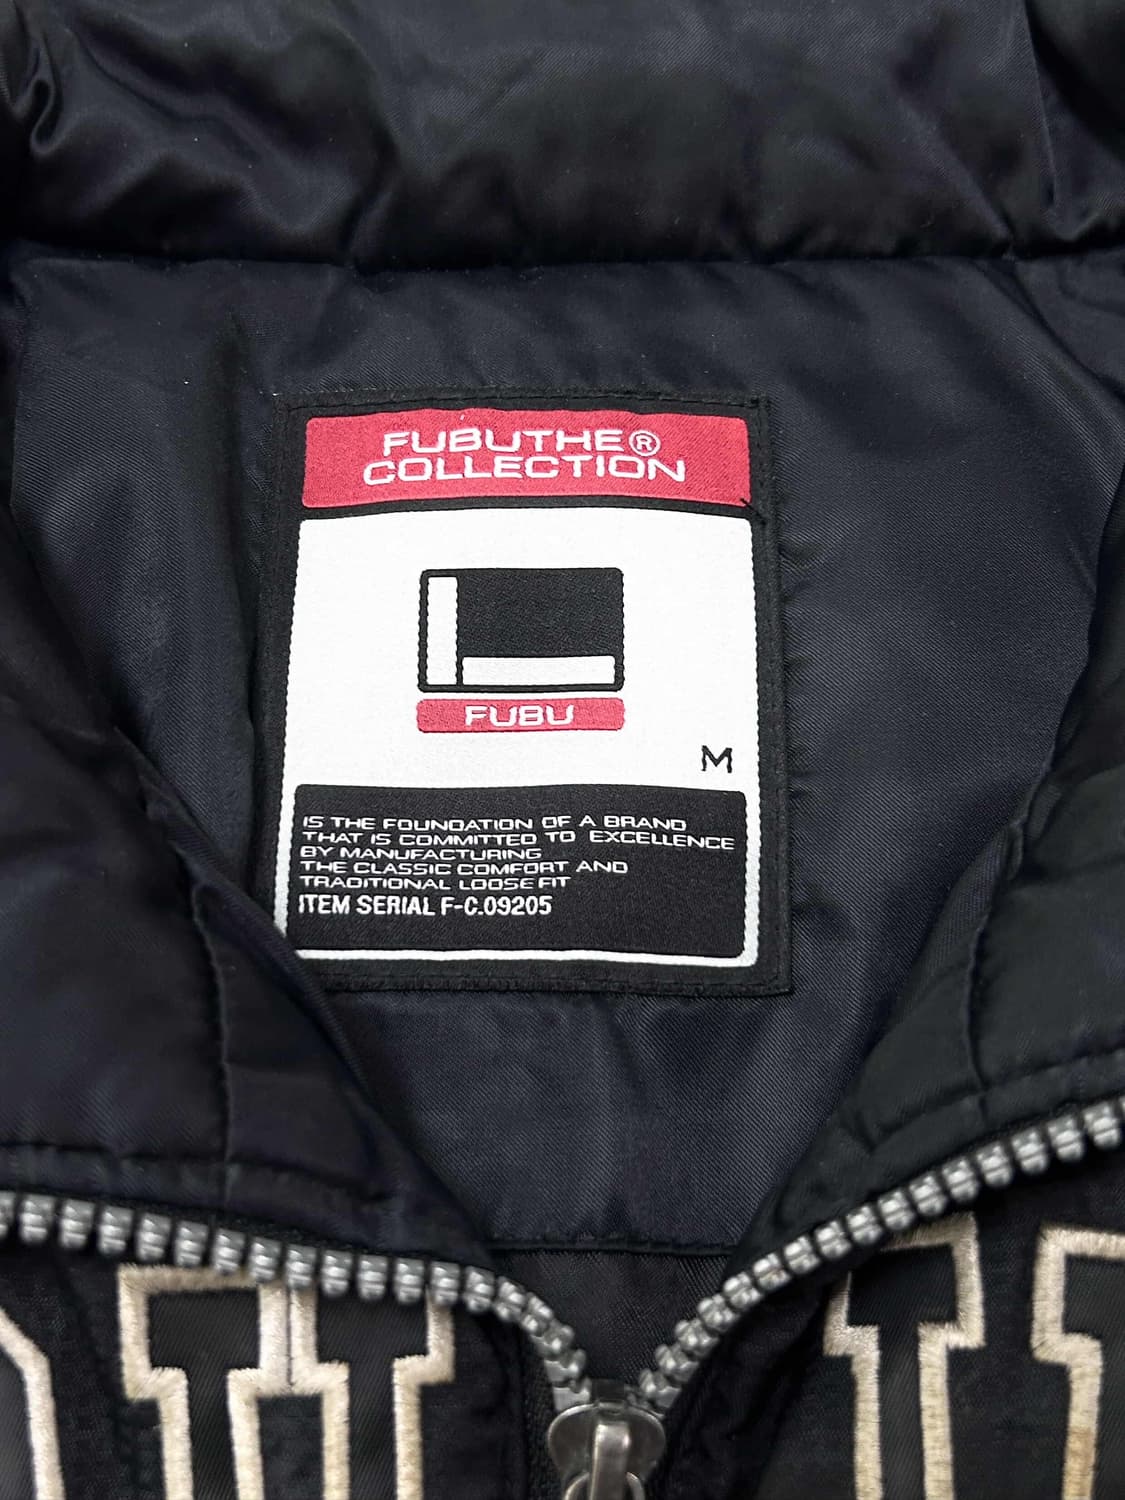 FUBUTHE®
COLLECTION
FUBU
M
IS THE FOUNDATION OF A BRAND
THAT IS COMMITTED TO EXCELLENCE
BY MANUFACTURING
THE CLASSIC COMFORT AND
TRADITIONAL LOOSE FIT
ITEM SERIAL F-C.09205